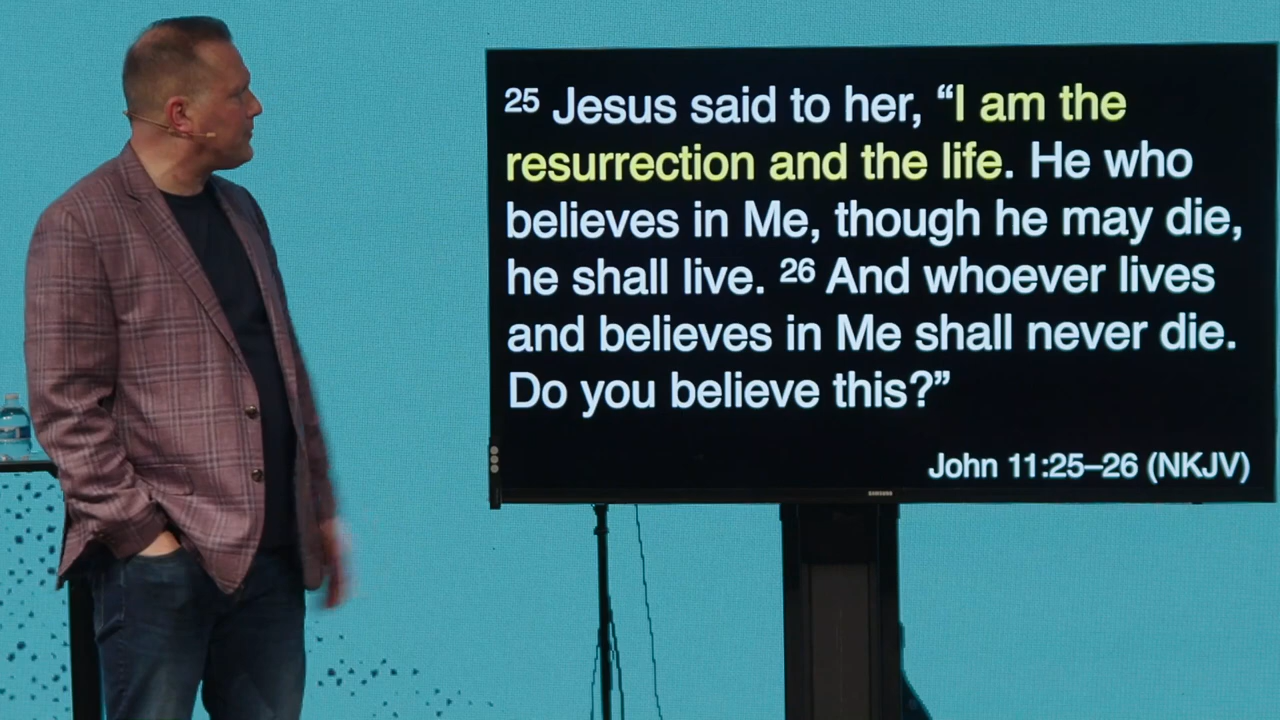 ²⁵ Jesus said to her, “I am the
resurrection and the life. He who
believes in Me, though he may die,
he shall live. ²⁶ And whoever lives
and believes in Me shall never die.
Do you believe this?”
John 11:25–26 (NKJV)
SAMSUNG